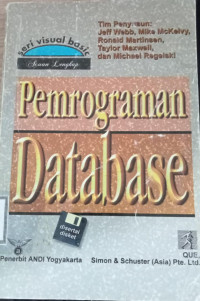 Tim Penyusun:
Jeff Webb, Mike McKelvy,
Ronald Martinsen,
Taylor Maxwell,
dan Michael Regelski
seri visual basic
Siswa Lengkap
Pemrograman
Database
disertai
disket
QUE
Penerbit ANDI Yogyakarta
Simon & Schuster (Asia) Pte. Ltd.